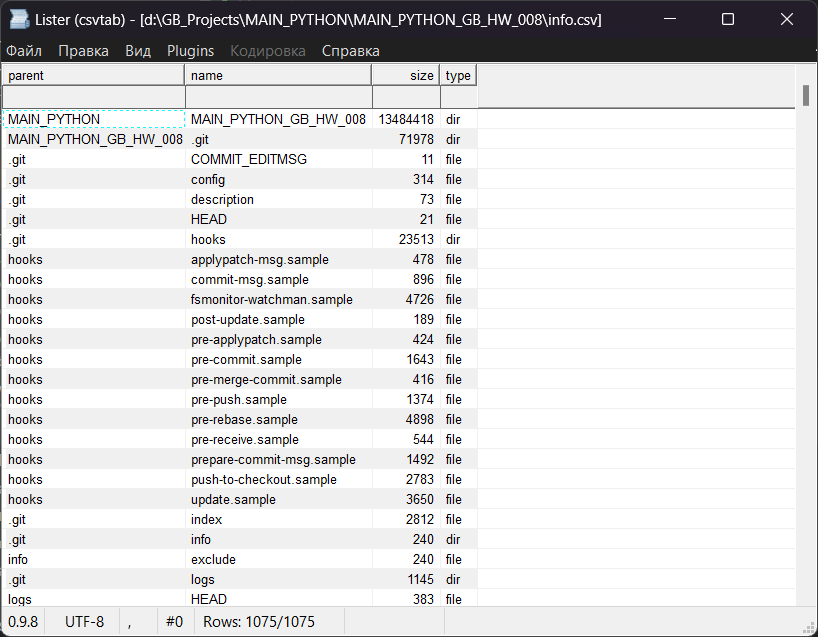 Lister (csvtab) - [d:\GB_Projects\MAIN_PYTHON\MAIN_PYTHON_GB_HW_008\info.csv]
Файл Правка Вид Plugins Кодировка Справка
parent name size type
MAIN_PYTHON MAIN_PYTHON_GB_HW_008 13484418 dir
MAIN_PYTHON_GB_HW_008 .git 71978 dir
.git COMMIT_EDITMSG 11 file
.git config 314 file
.git description 73 file
.git HEAD 21 file
.git hooks 23513 dir
hooks applypatch-msg.sample 478 file
hooks commit-msg.sample 896 file
hooks fsmonitor-watchman.sample 4726 file
hooks post-update.sample 189 file
hooks pre-applypatch.sample 424 file
hooks pre-commit.sample 1643 file
hooks pre-merge-commit.sample 416 file
hooks pre-push.sample 1374 file
hooks pre-rebase.sample 4898 file
hooks pre-receive.sample 544 file
hooks prepare-commit-msg.sample 1492 file
hooks push-to-checkout.sample 2783 file
hooks update.sample 3650 file
.git index 2812 file
.git info 240 dir
info exclude 240 file
.git logs 1145 dir
logs HEAD 383 file
0.9.8 UTF-8 , #0 Rows: 1075/1075